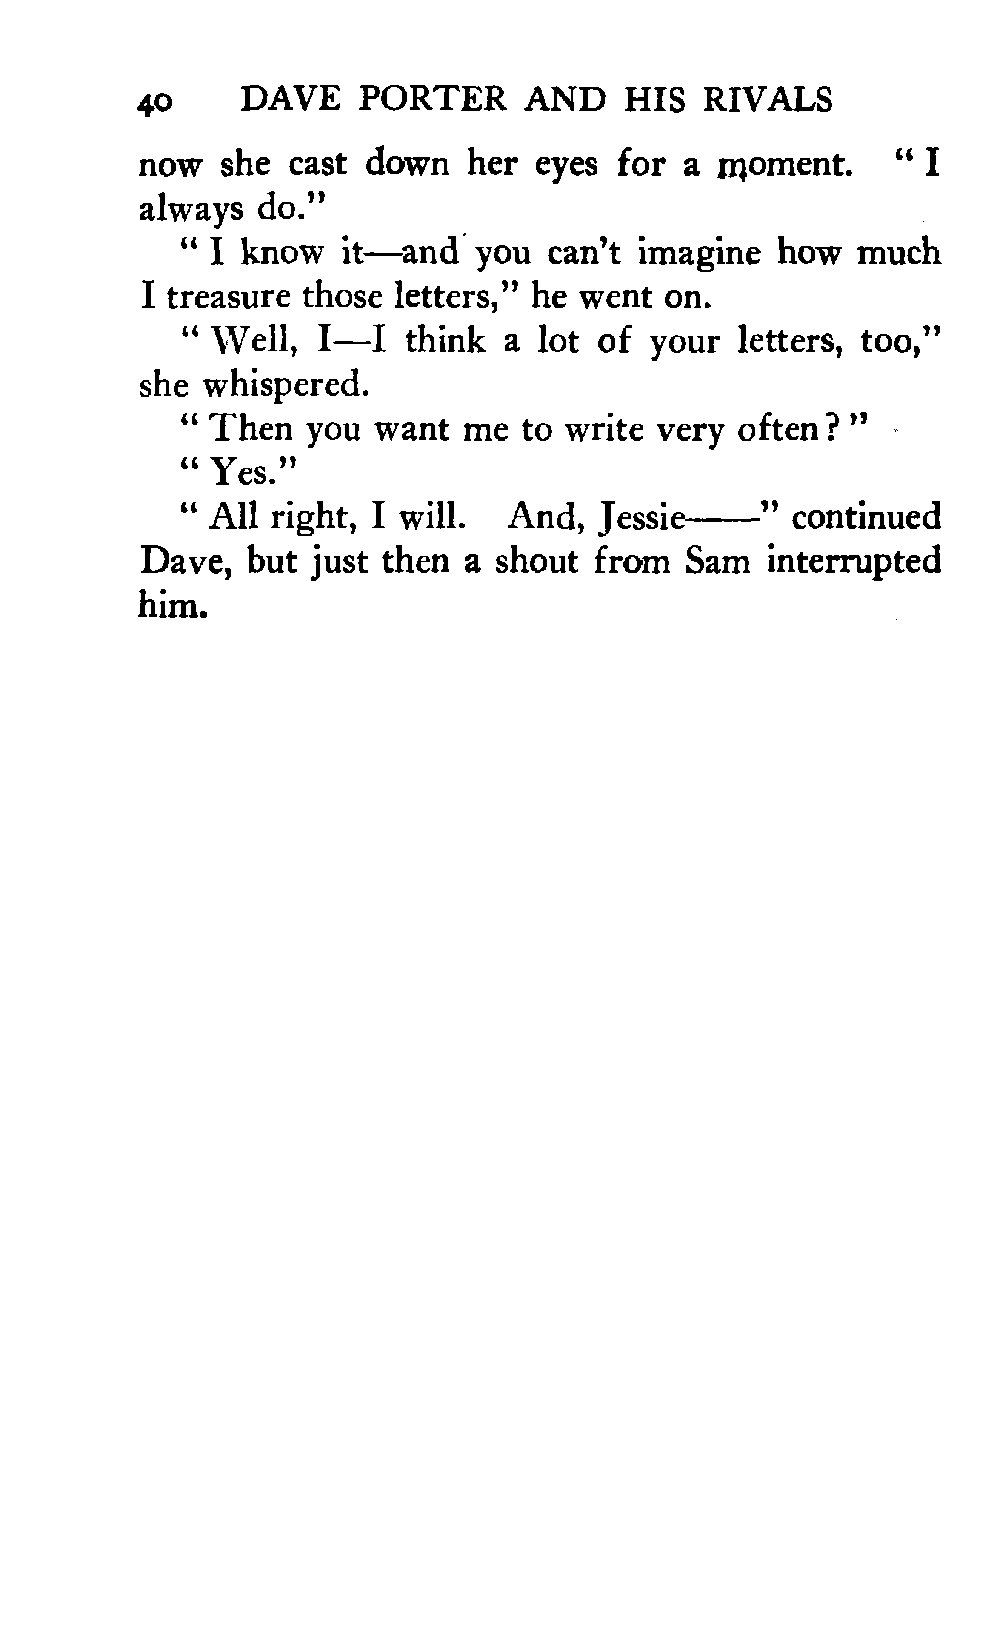 40 DAVE PORTER AND HIS RIVALS
now she cast down her eyes for a moment. " I
always do."
" I know it—and you can't imagine how much
I treasure those letters," he went on.
" Well, I—I think a lot of your letters, too,"
she whispered.
" Then you want me to write very often? "
" Yes."
" All right, I will. And, Jessie——" continued
Dave, but just then a shout from Sam interrupted
him.